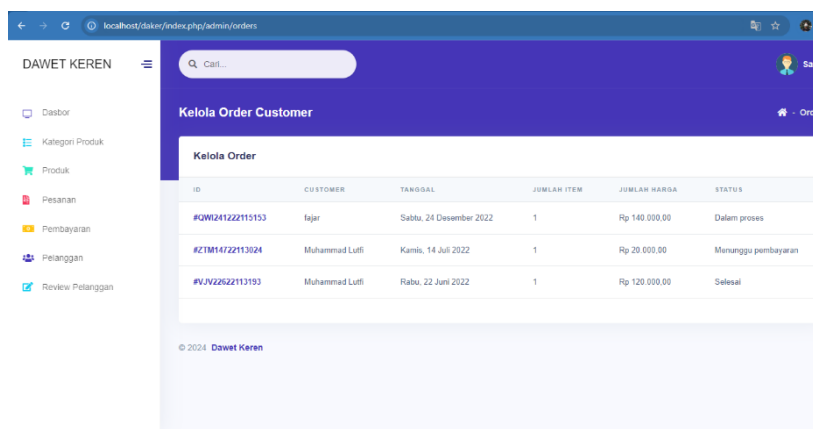 localhost/daker/index.php/admin/orders
DAWET KEREN
Cari...
Dasbor
Kategori Produk
Produk
Pesanan
Pembayaran
Pelanggan
Review Pelanggan
Kelola Order Customer
- Ord
Kelola Order
ID CUSTOMER TANGGAL JUMLAH ITEM JUMLAH HARGA STATUS
#QWI241222115153 fajar Sabtu, 24 Desember 2022 1 Rp 140.000,00 Dalam proses
#ZTM14722113024 Muhammad Lutfi Kamis, 14 Juli 2022 1 Rp 20.000,00 Menunggu pembayaran
#VJV22622113193 Muhammad Lutfi Rabu, 22 Juni 2022 1 Rp 120.000,00 Selesai
© 2024 Dawet Keren